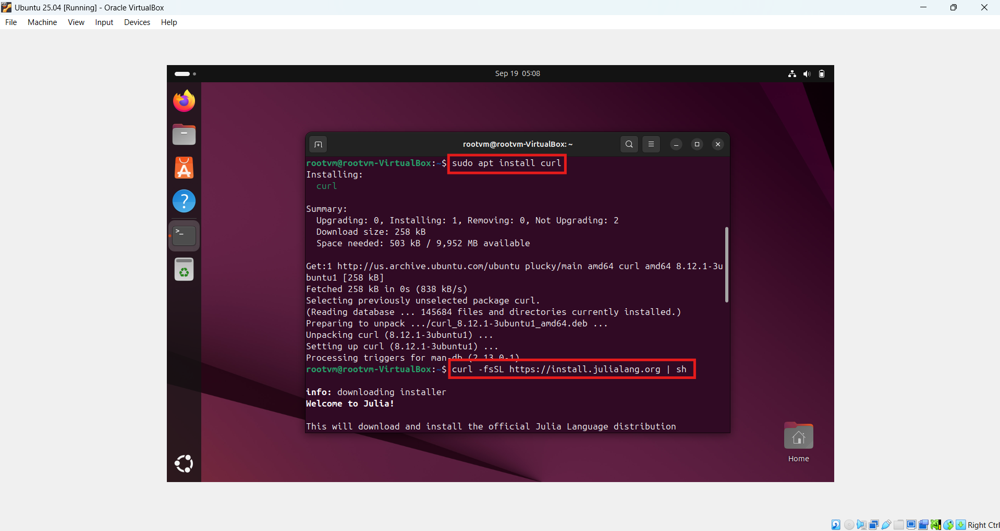 Ubuntu 25.04 [Running] - Oracle VirtualBox
File Machine View Input Devices Help
Sep 19 05:08
rootvm@rootvm-VirtualBox: ~
rootvm@rootvm-VirtualBox:~$ sudo apt install curl
Installing:
curl
Summary:
Upgrading: 0, Installing: 1, Removing: 0, Not Upgrading: 2
Download size: 258 kB
Space needed: 503 kB / 9,952 MB available
Get:1 http://us.archive.ubuntu.com/ubuntu plucky/main amd64 curl amd64 8.12.1-3u
buntu1 [258 kB]
Fetched 258 kB in 0s (838 kB/s)
Selecting previously unselected package curl.
(Reading database ... 145684 files and directories currently installed.)
Preparing to unpack .../curl_8.12.1-3ubuntu1_amd64.deb ...
Unpacking curl (8.12.1-3ubuntu1) ...
Setting up curl (8.12.1-3ubuntu1) ...
Processing triggers for man-db (2.13.0-1)
rootvm@rootvm-VirtualBox:~$ curl -fsSL https://install.julialang.org | sh
info: downloading installer
Welcome to Julia!
This will download and install the official Julia Language distribution
Home
Right Ctrl